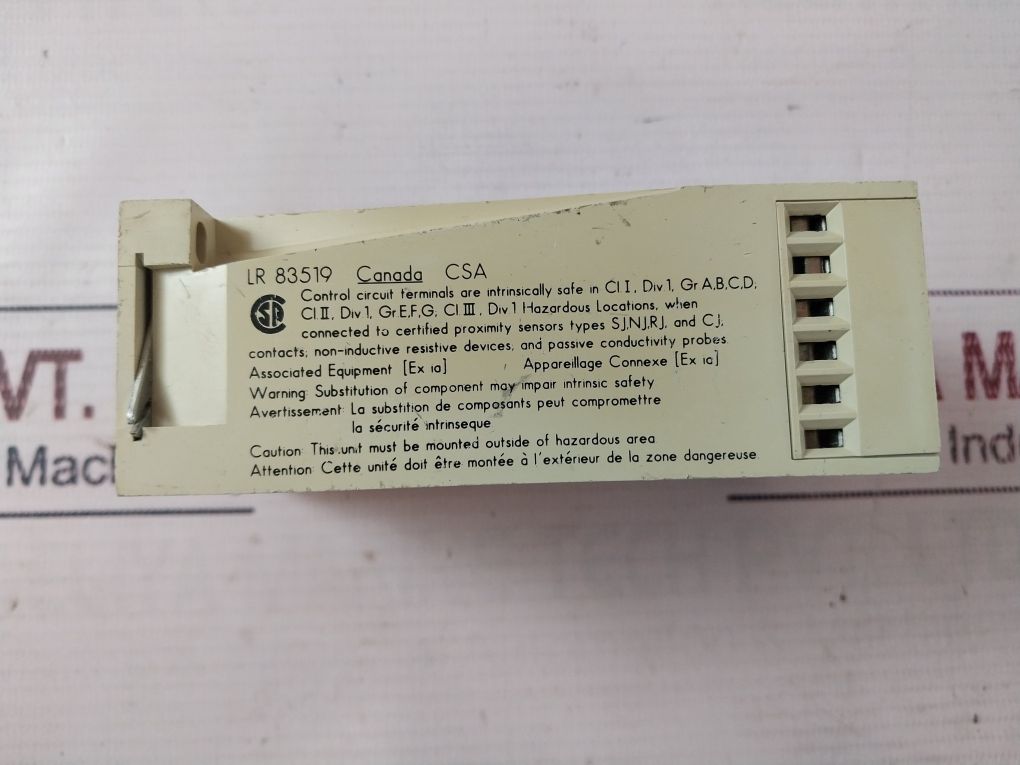 LR 83519 Canada CSA
Control circuit terminals are intrinsically safe in Cl I, Div 1, Gr A,B,C,D,
Cl II, Div 1, Gr E,F,G, Cl III, Div 1 Hazardous Locations, when
connected to certified proximity sensors types SJ,NJ,RJ, and CJ,
contacts, non-inductive resistive devices, and passive conductivity probes.
Associated Equipment [Ex ia] Appareillage Connexe [Ex ia]
Warning: Substitution of component may impair intrinsic safety
Avertissement: La substition de composants peut compromettre
la sécurité intrinseque
Caution: This unit must be mounted outside of hazardous area
Attention: Cette unité doit être montée à l'extérieur de la zone dangereuse
VT.
Mach
A M
Inde